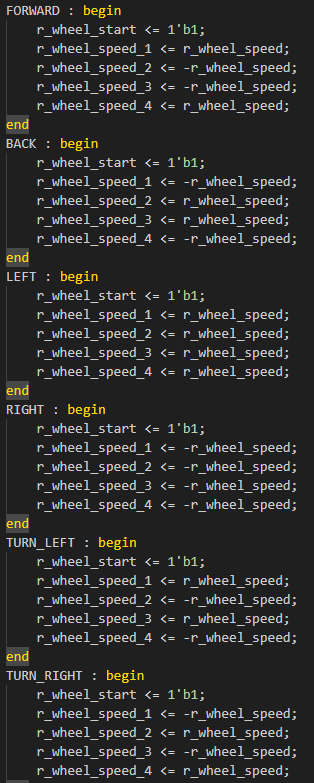 FORWARD : begin
    r_wheel_start <= 1'b1;
    r_wheel_speed_1 <= r_wheel_speed;
    r_wheel_speed_2 <= -r_wheel_speed;
    r_wheel_speed_3 <= -r_wheel_speed;
    r_wheel_speed_4 <= r_wheel_speed;
end
BACK : begin
    r_wheel_start <= 1'b1;
    r_wheel_speed_1 <= -r_wheel_speed;
    r_wheel_speed_2 <= r_wheel_speed;
    r_wheel_speed_3 <= r_wheel_speed;
    r_wheel_speed_4 <= -r_wheel_speed;
end
LEFT : begin
    r_wheel_start <= 1'b1;
    r_wheel_speed_1 <= r_wheel_speed;
    r_wheel_speed_2 <= r_wheel_speed;
    r_wheel_speed_3 <= r_wheel_speed;
    r_wheel_speed_4 <= r_wheel_speed;
end
RIGHT : begin
    r_wheel_start <= 1'b1;
    r_wheel_speed_1 <= -r_wheel_speed;
    r_wheel_speed_2 <= -r_wheel_speed;
    r_wheel_speed_3 <= -r_wheel_speed;
    r_wheel_speed_4 <= -r_wheel_speed;
end
TURN_LEFT : begin
    r_wheel_start <= 1'b1;
    r_wheel_speed_1 <= r_wheel_speed;
    r_wheel_speed_2 <= -r_wheel_speed;
    r_wheel_speed_3 <= r_wheel_speed;
    r_wheel_speed_4 <= -r_wheel_speed;
end
TURN_RIGHT : begin
    r_wheel_start <= 1'b1;
    r_wheel_speed_1 <= -r_wheel_speed;
    r_wheel_speed_2 <= r_wheel_speed;
    r_wheel_speed_3 <= -r_wheel_speed;
    r_wheel_speed_4 <= r_wheel_speed;